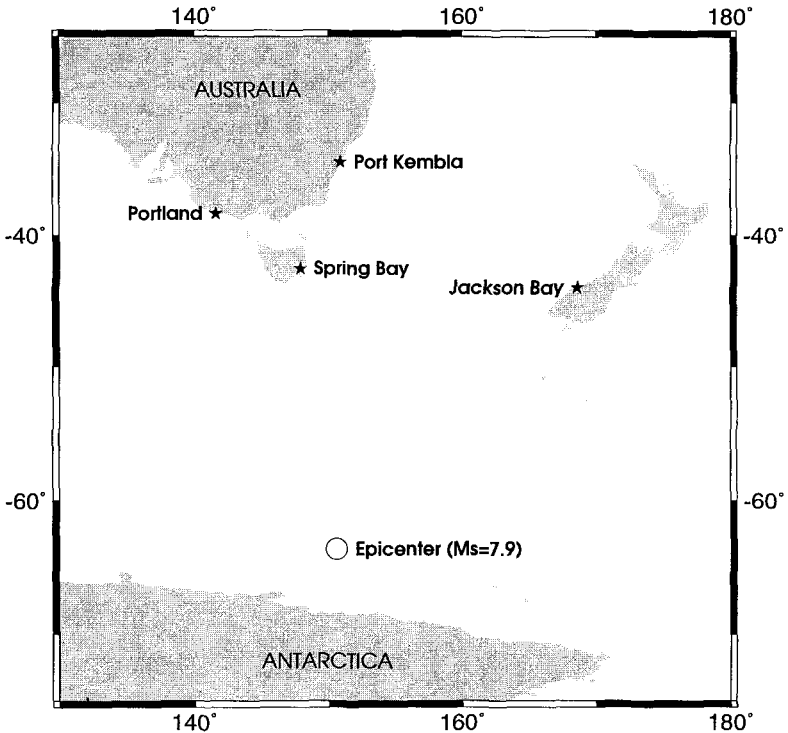 140˚ 160˚ 180˚
AUSTRALIA
Port Kembla
Portland
-40˚ -40˚
Spring Bay
Jackson Bay
-60˚ -60˚
Epicenter (Ms=7.9)
ANTARCTICA
140˚ 160˚ 180˚